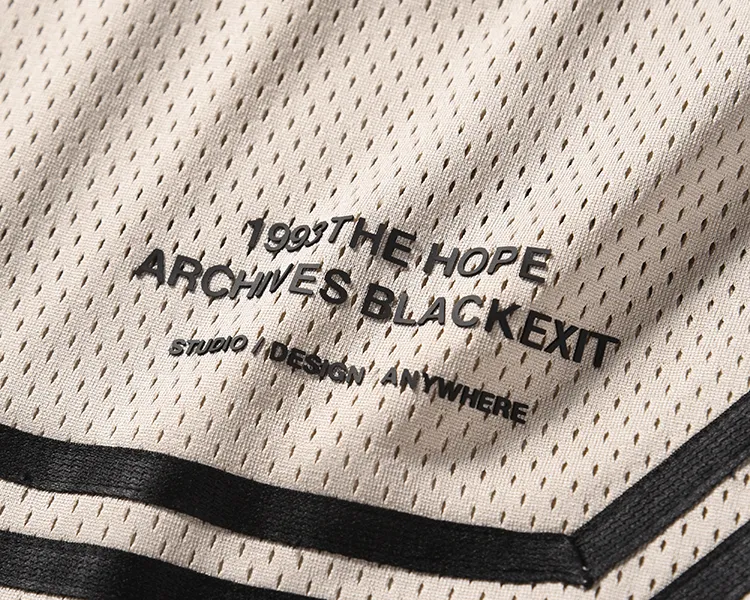 1993THE HOPE
ARCHIVES BLACKEXIT
STUDIO / DESIGN ANYWHERE